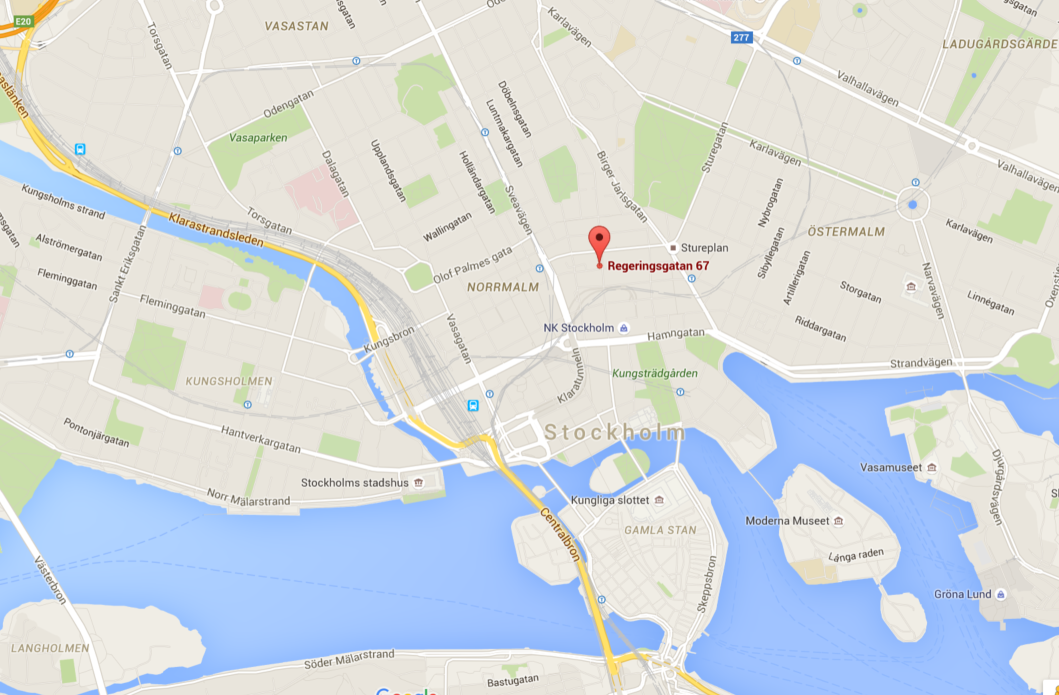 E20
VASASTAN
Torsgatan
Karlavägen
277
LADUGÅRDSGÄRDE
Valhallavägen
Odengatan
Döbelnsgatan
Luntmakargatan
Vasaparken
Dalagatan
Upplandsgatan
Holländargatan
Birger Jarlsgatan
Sturegatan
Karlavägen
Valhallavägen
Kungsholms strand
Klarastrandsleden
Torsgatan
Wallingatan
Sveavägen
Nybrogatan
Alströmergatan
Sankt Eriksgatan
Olof Palmes gata
Stureplan
Sibyllegatan
ÖSTERMALM
Karlavägen
Regeringsgatan 67
Artillerigatan
Fleminggatan
NORRMALM
Storgatan
Narvavägen
Linnégatan
Fleminggatan
Kungsbron
Vasagatan
NK Stockholm
Hamngatan
Riddargatan
Strandvägen
KUNGSHOLMEN
Klaratunneln
Kungsträdgården
Pontonjärgatan
Hantverkargatan
Stockholm
Stockholms stadshus
Vasamuseet
Djurgårdsvägen
Norr Mälarstrand
Kungliga slottet
Centralbron
GAMLA STAN
Moderna Museet
Långa raden
Västerbron
Skeppsbron
Gröna Lund
LANGHOLMEN
Söder Mälarstrand
Bastugatan
Google